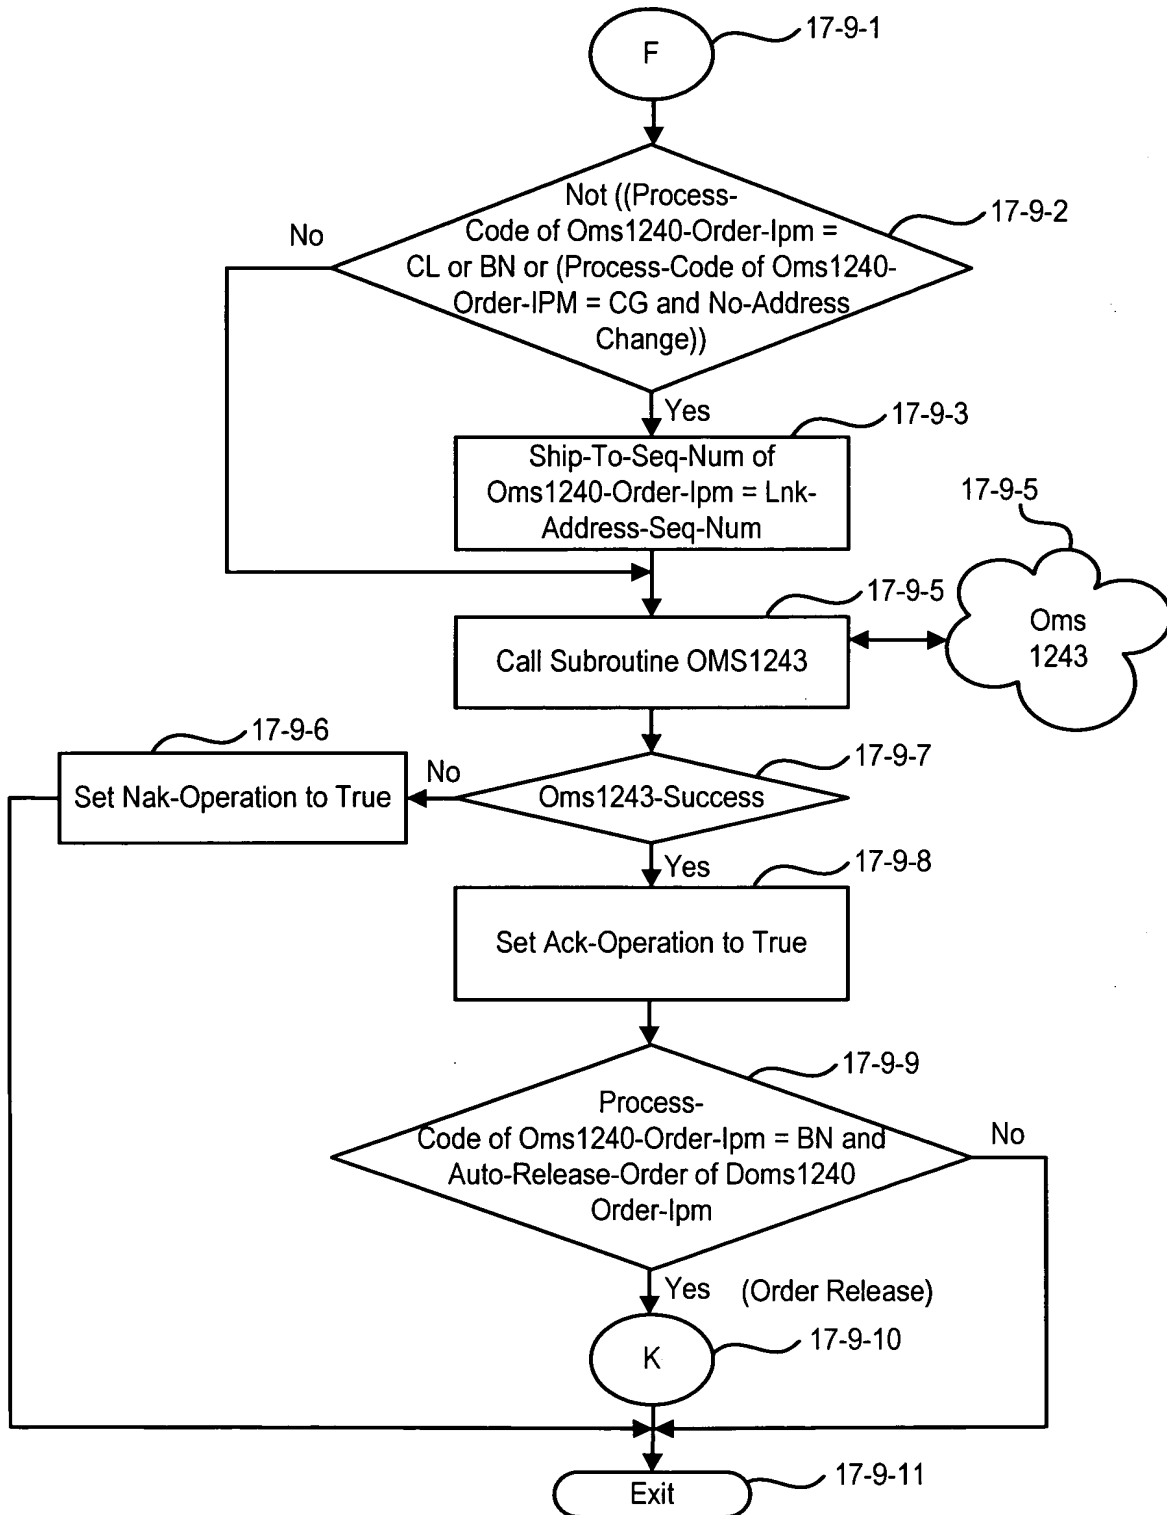 F
17-9-1
Not ((Process-
Code of Oms1240-Order-Ipm =
CL or BN or (Process-Code of Oms1240-
Order-IPM = CG and No-Address
Change))
17-9-2
No
Yes
17-9-3
Ship-To-Seq-Num of
Oms1240-Order-Ipm = Lnk-
Address-Seq-Num
17-9-5
Oms
1243
17-9-5
Call Subroutine OMS1243
17-9-6
Set Nak-Operation to True
No
17-9-7
Oms1243-Success
Yes
17-9-8
Set Ack-Operation to True
17-9-9
Process-
Code of Oms1240-Order-Ipm = BN and
Auto-Release-Order of Doms1240
Order-Ipm
No
Yes
(Order Release)
K
17-9-10
Exit
17-9-11